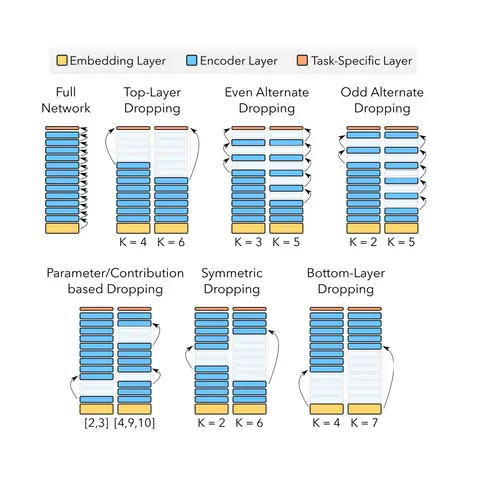 Embedding Layer Encoder Layer Task-Specific Layer
Full Network
Top-Layer Dropping
Even Alternate Dropping
Odd Alternate Dropping
K = 4 K = 6
K = 3 K = 5
K = 2 K = 5
Parameter/Contribution based Dropping
Symmetric Dropping
Bottom-Layer Dropping
[2,3] [4,9,10]
K = 2 K = 6
K = 4 K = 7